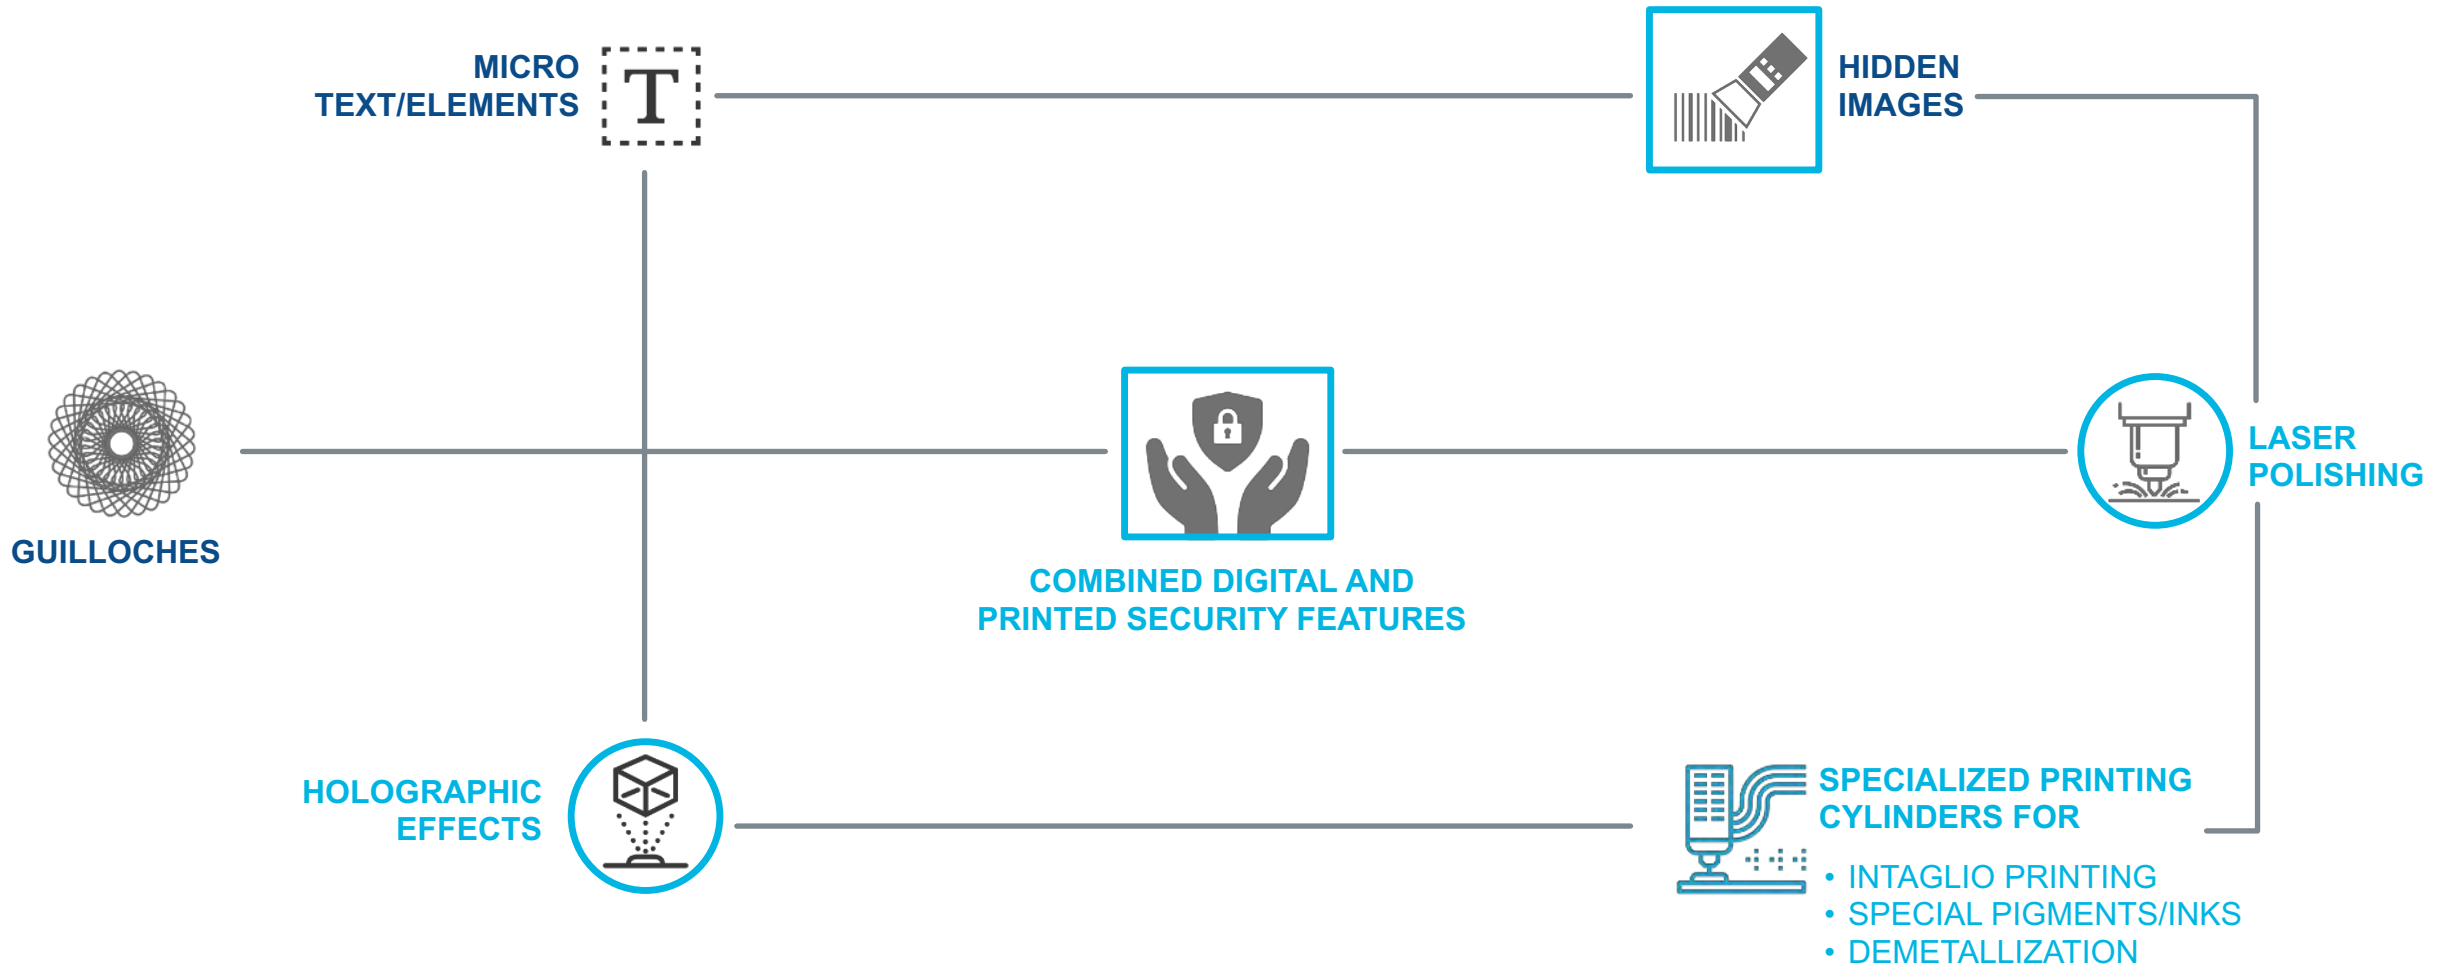 MICRO
TEXT/ELEMENTS
T
HIDDEN
IMAGES
GUILLOCHES
COMBINED DIGITAL AND
PRINTED SECURITY FEATURES
LASER
POLISHING
HOLOGRAPHIC
EFFECTS
SPECIALIZED PRINTING
CYLINDERS FOR
• INTAGLIO PRINTING
• SPECIAL PIGMENTS/INKS
• DEMETALLIZATION